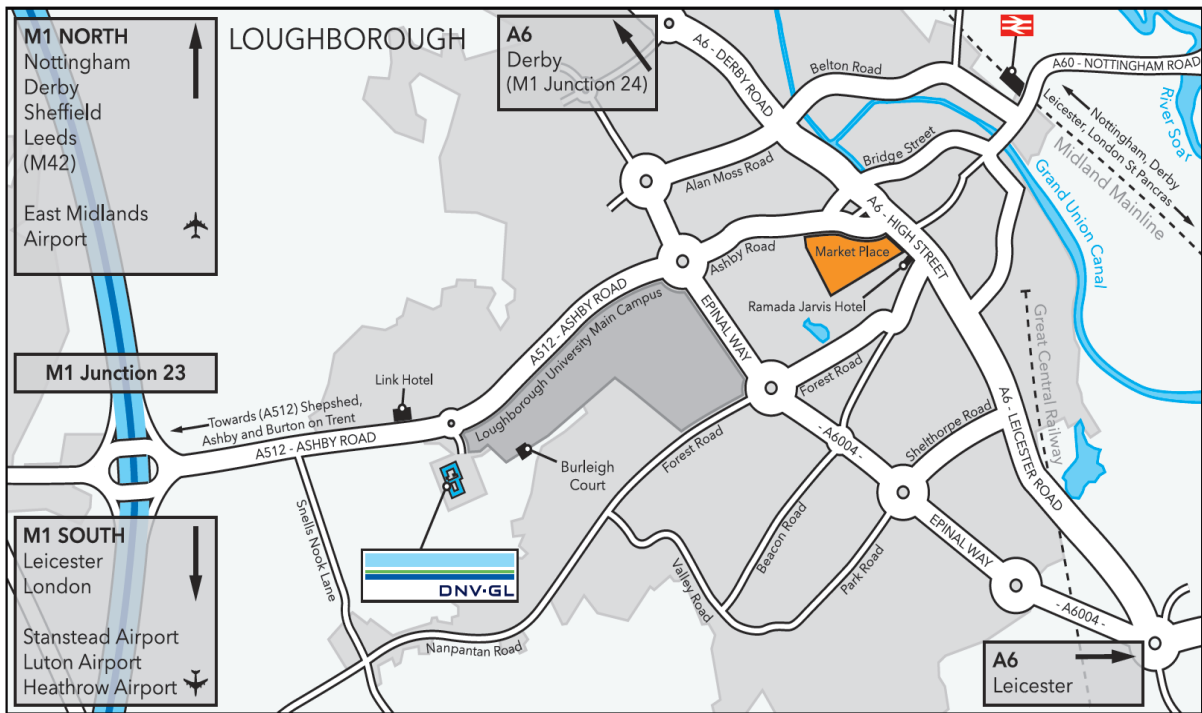 M1 NORTH
Nottingham
Derby
Sheffield
Leeds
(M42)
East Midlands
Airport
LOUGHBOROUGH
A6
Derby
(M1 Junction 24)
A6 - DERBY ROAD
Belton Road
A60 - NOTTINGHAM ROAD
River Soar
Nottingham, Derby
Leicester, London St Pancras
Midland Mainline
Bridge Street
Alan Moss Road
Grand Union Canal
A6 - HIGH STREET
Ashby Road
Market Place
Ramada Jarvis Hotel
EPINAL WAY
A512 - ASHBY ROAD
Loughborough University Main Campus
Great Central Railway
M1 Junction 23
Link Hotel
Towards (A512) Shepshed,
Ashby and Burton on Trent
A512 - ASHBY ROAD
Forest Road
Forest Road
A6 - LEICESTER ROAD
Shelthorpe Road
- A6004 -
Burleigh
Court
Snells Nook Lane
M1 SOUTH
Leicester
London
Stanstead Airport
Luton Airport
Heathrow Airport
DNV·GL
Beacon Road
Valley Road
Park Road
EPINAL WAY
- A6004 -
Nanpantan Road
A6
Leicester